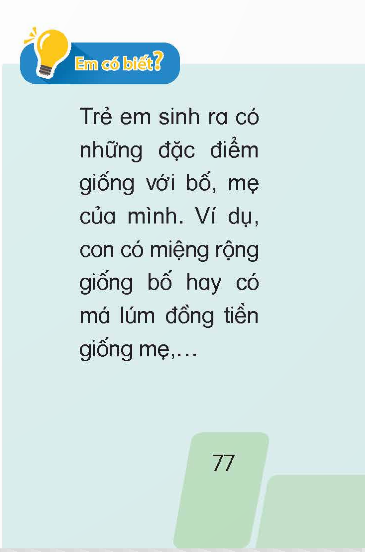 Em có biết?
Trẻ em sinh ra có
những đặc điểm
giống với bố, mẹ
của mình. Ví dụ,
con có miệng rộng
giống bố hay có
má lúm đồng tiền
giống mẹ,...
77